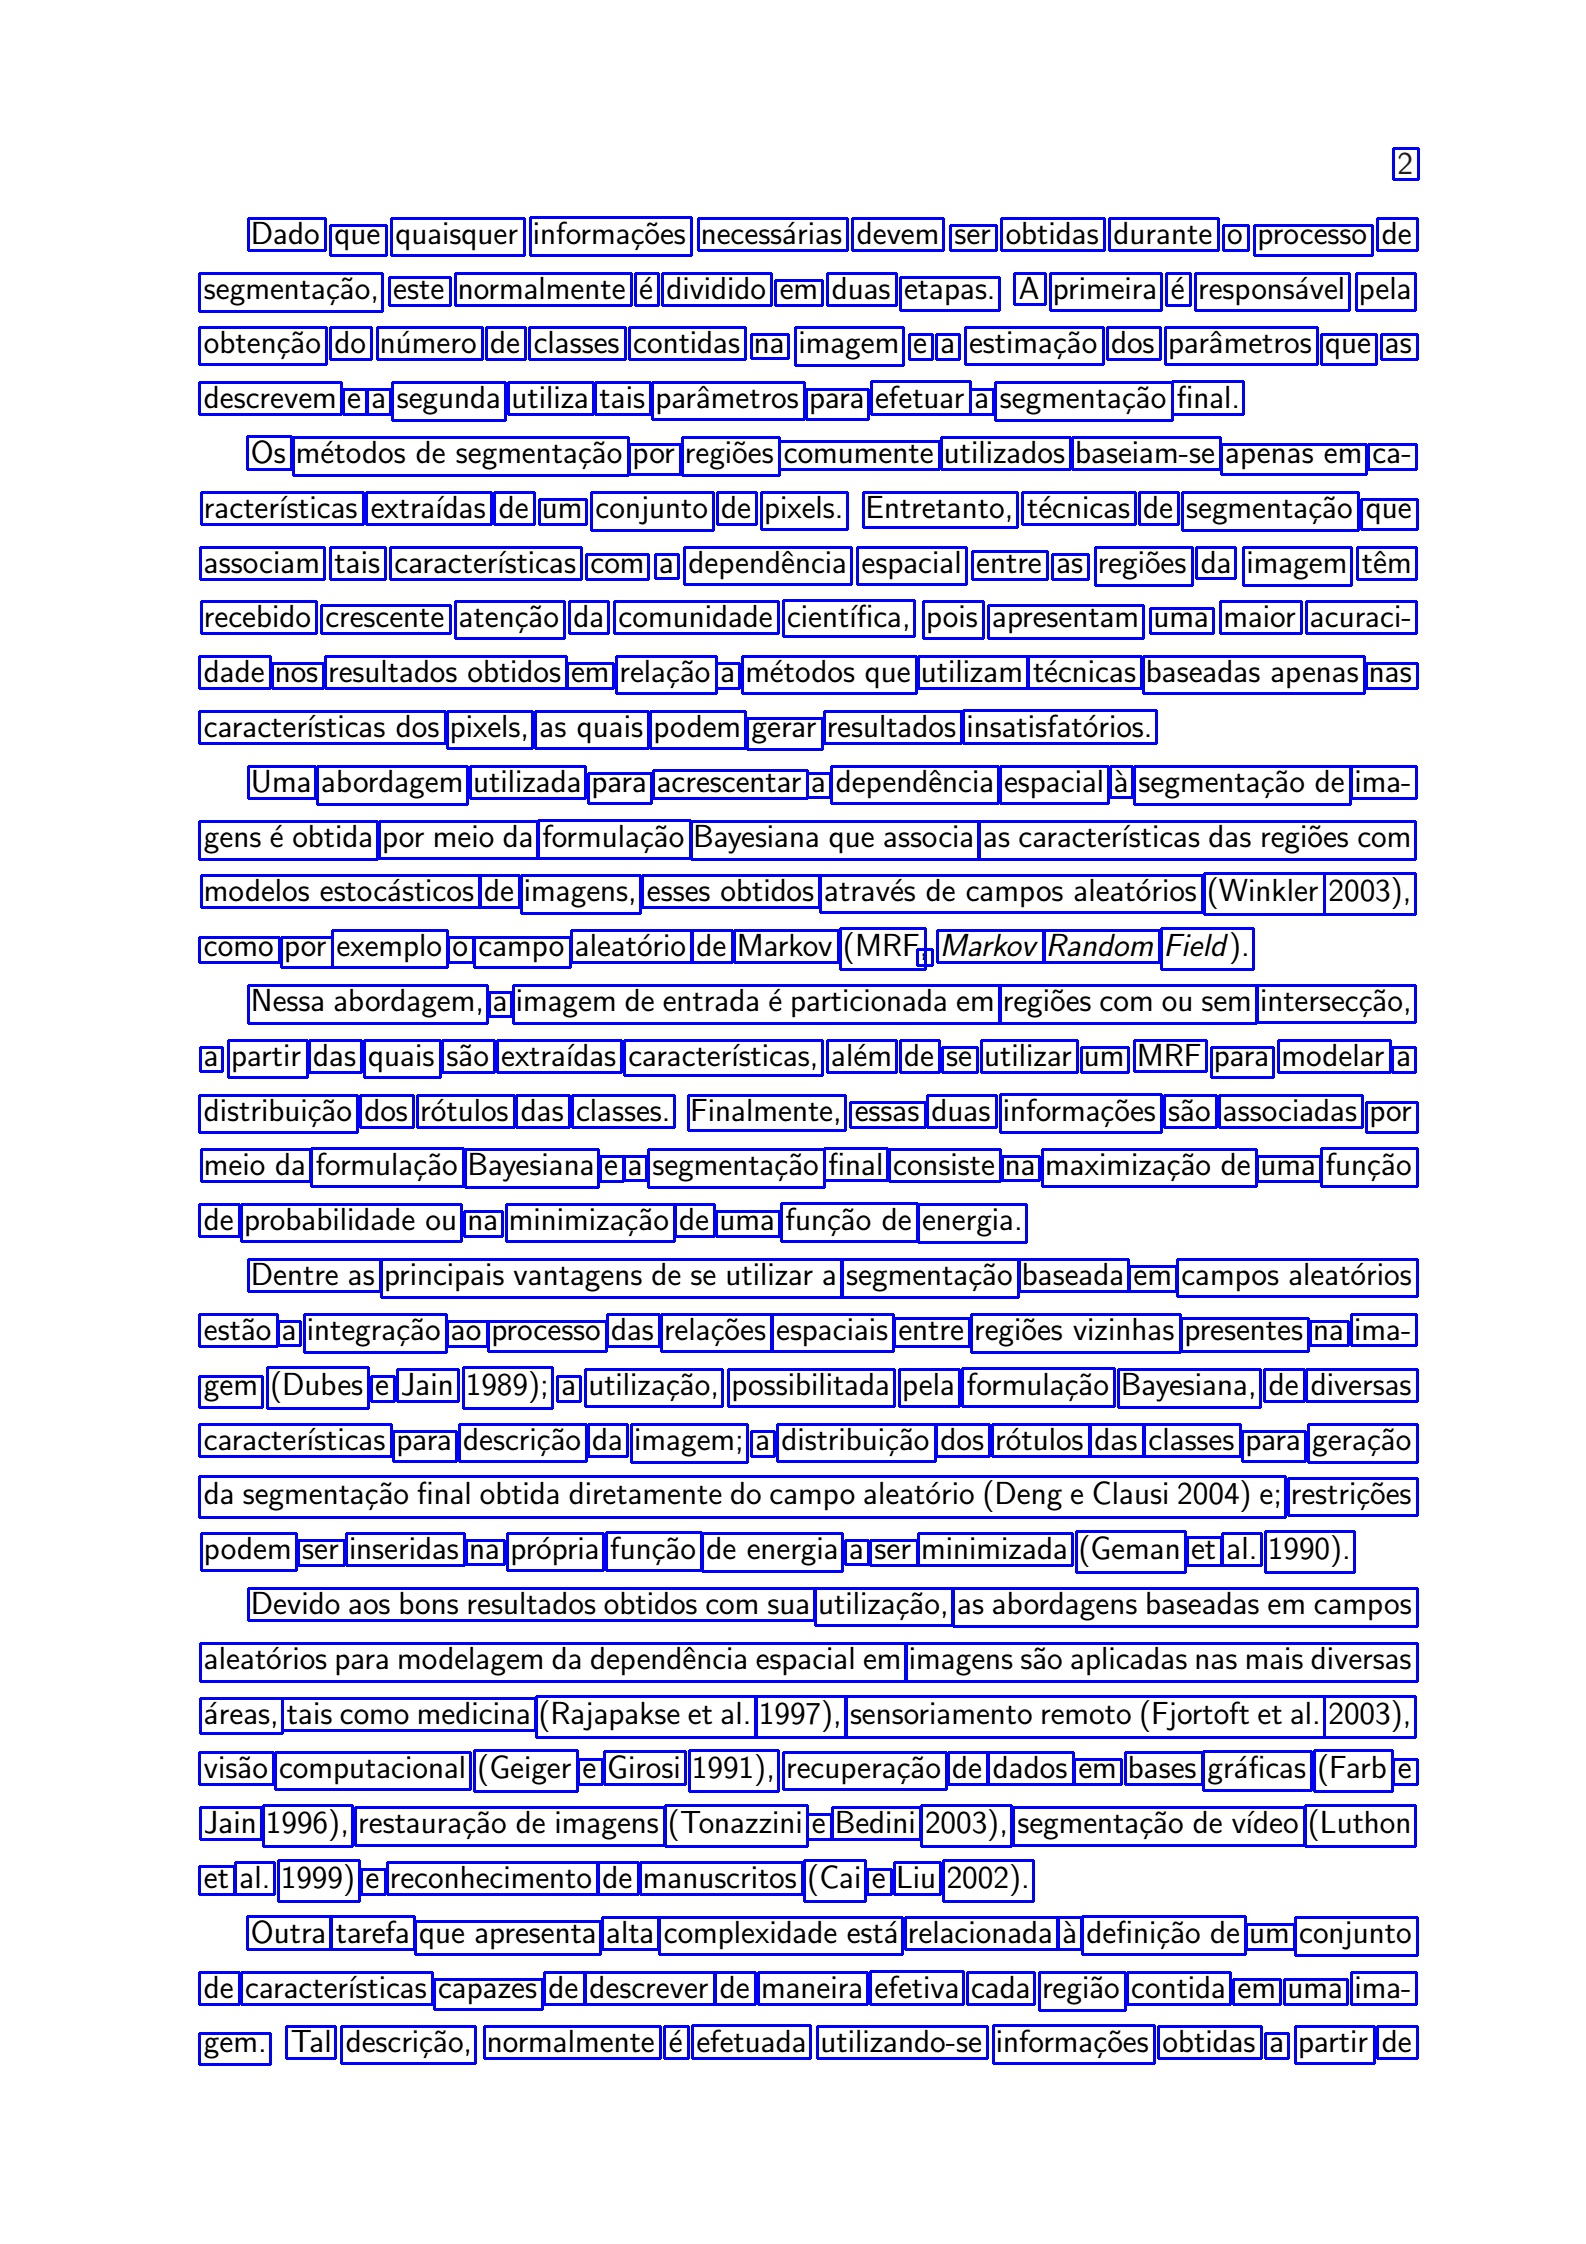 2
Dado que quaisquer informações necessárias devem ser obtidas durante o processo de
segmentação, este normalmente é dividido em duas etapas. A primeira é responsável pela
obtenção do número de classes contidas na imagem e a estimação dos parâmetros que as
descrevem e a segunda utiliza tais parâmetros para efetuar a segmentação final.
Os métodos de segmentação por regiões comumente utilizados baseiam-se apenas em ca-
racterísticas extraídas de um conjunto de pixels. Entretanto, técnicas de segmentação que
associam tais características com a dependência espacial entre as regiões da imagem têm
recebido crescente atenção da comunidade científica, pois apresentam uma maior acuraci-
dade nos resultados obtidos em relação a métodos que utilizam técnicas baseadas apenas nas
características dos pixels, as quais podem gerar resultados insatisfatórios.
Uma abordagem utilizada para acrescentar a dependência espacial à segmentação de ima-
gens é obtida por meio da formulação Bayesiana que associa as características das regiões com
modelos estocásticos de imagens, esses obtidos através de campos aleatórios (Winkler 2003),
como por exemplo o campo aleatório de Markov (MRF, Markov Random Field).
Nessa abordagem, a imagem de entrada é particionada em regiões com ou sem intersecção,
a partir das quais são extraídas características, além de se utilizar um MRF para modelar a
distribuição dos rótulos das classes. Finalmente, essas duas informações são associadas por
meio da formulação Bayesiana e a segmentação final consiste na maximização de uma função
de probabilidade ou na minimização de uma função de energia.
Dentre as principais vantagens de se utilizar a segmentação baseada em campos aleatórios
estão a integração ao processo das relações espaciais entre regiões vizinhas presentes na ima-
gem (Dubes e Jain 1989); a utilização, possibilitada pela formulação Bayesiana, de diversas
características para descrição da imagem; a distribuição dos rótulos das classes para geração
da segmentação final obtida diretamente do campo aleatório (Deng e Clausi 2004) e; restrições
podem ser inseridas na própria função de energia a ser minimizada (Geman et al. 1990).
Devido aos bons resultados obtidos com sua utilização, as abordagens baseadas em campos
aleatórios para modelagem da dependência espacial em imagens são aplicadas nas mais diversas
áreas, tais como medicina (Rajapakse et al. 1997), sensoriamento remoto (Fjortoft et al. 2003),
visão computacional (Geiger e Girosi 1991), recuperação de dados em bases gráficas (Farb e
Jain 1996), restauração de imagens (Tonazzini e Bedini 2003), segmentação de vídeo (Luthon
et al. 1999) e reconhecimento de manuscritos (Cai e Liu 2002).
Outra tarefa que apresenta alta complexidade está relacionada à definição de um conjunto
de características capazes de descrever de maneira efetiva cada região contida em uma ima-
gem. Tal descrição, normalmente é efetuada utilizando-se informações obtidas a partir de